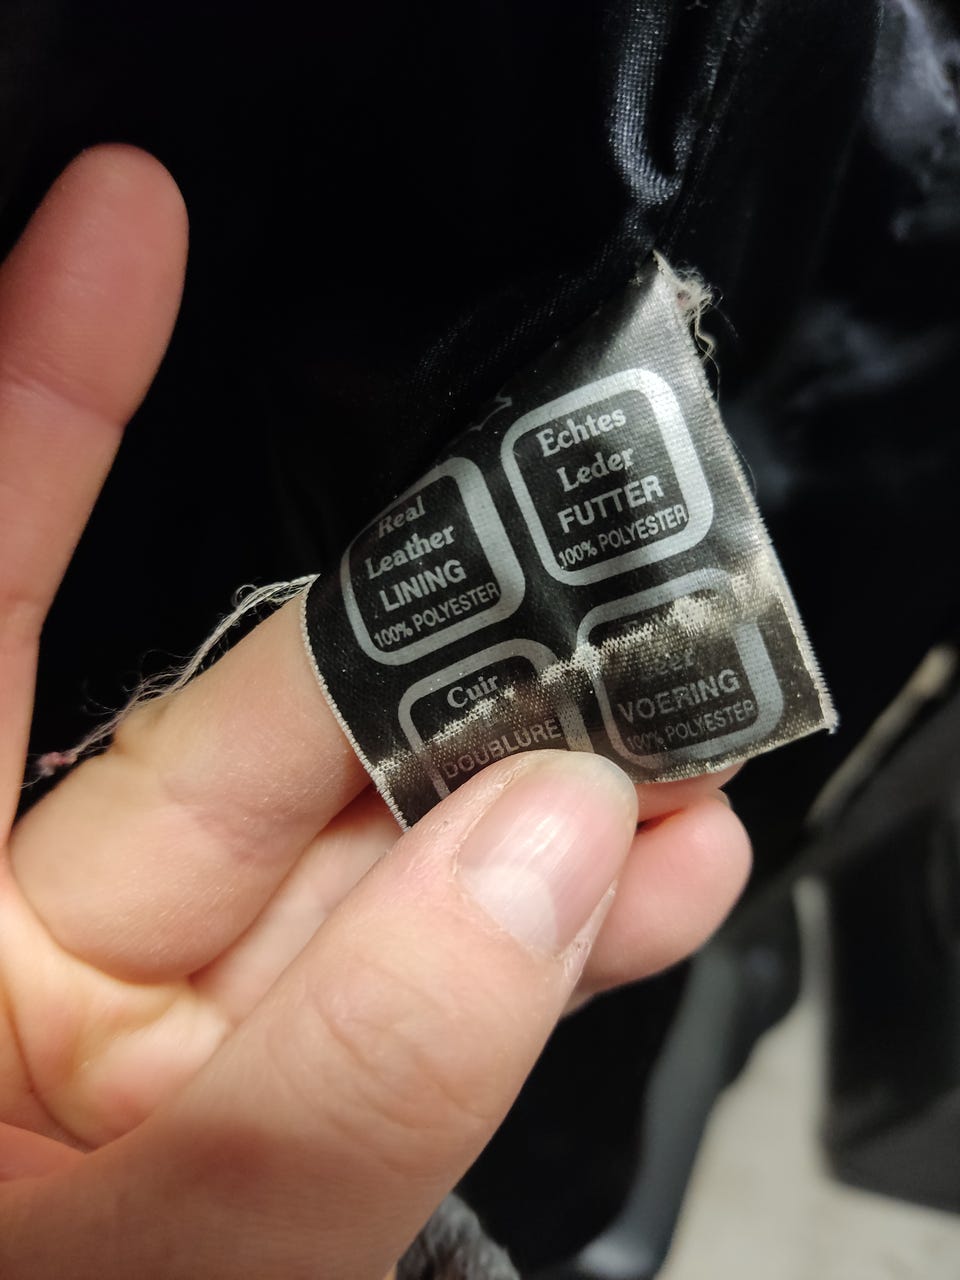 Real
Leather
LINING
100% POLYESTER
Echtes
Leder
FUTTER
100% POLYESTER
Cuir
DOUBLURE
VOERING
100% POLYESTER